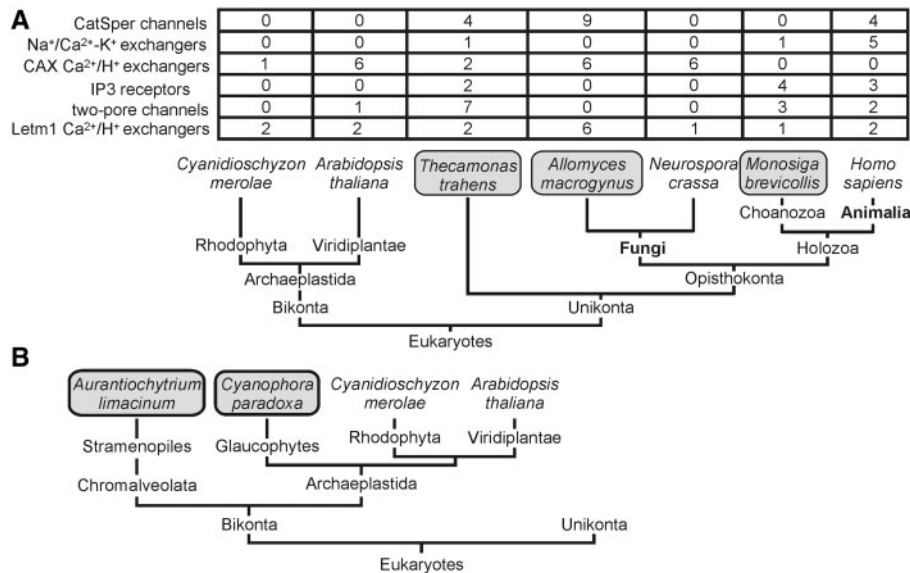 A
CatSper channels 0 0 4 9 0 0 4
Na⁺/Ca²⁺-K⁺ exchangers 0 0 1 0 0 1 5
CAX Ca²⁺/H⁺ exchangers 1 6 2 6 6 0 0
IP3 receptors 0 0 2 0 0 4 3
two-pore channels 0 1 7 0 0 3 2
Letm1 Ca²⁺/H⁺ exchangers 2 2 2 6 1 1 2
Cyanidioschyzon Arabidopsis Thecamonas Allomyces Neurospora Monosiga Homo
merolae thaliana trahens macrogynus crassa brevicollis sapiens
Choanozoa Animalia
Rhodophyta Viridiplantae Fungi Holozoa
Archaeplastida Opisthokonta
Bikonta Unikonta
Eukaryotes
B
Aurantiochytrium Cyanophora Cyanidioschyzon Arabidopsis
limacinum paradoxa merolae thaliana
Stramenopiles Glaucophytes Rhodophyta Viridiplantae
Chromalveolata Archaeplastida
Bikonta Unikonta
Eukaryotes